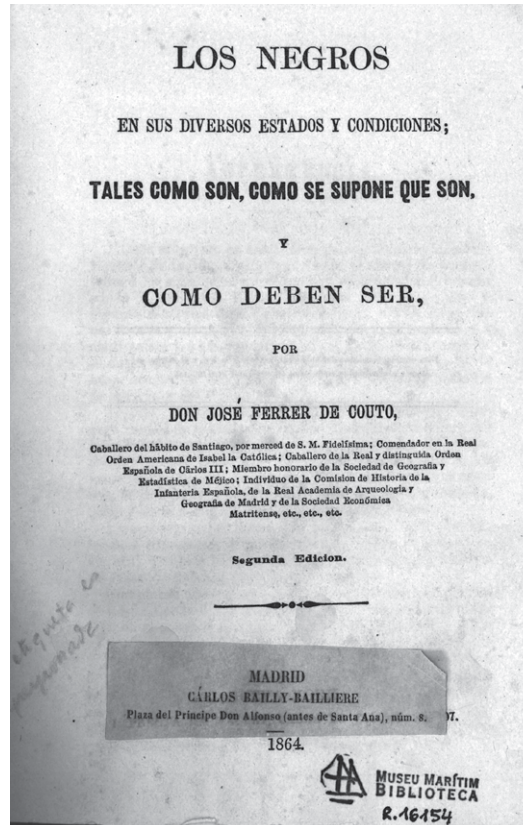 LOS NEGROS
EN SUS DIVERSOS ESTADOS Y CONDICIONES;
TALES COMO SON, COMO SE SUPONE QUE SON,
Y
COMO DEBEN SER,
POR
DON JOSÉ FERRER DE COUTO,
Caballero del hábito de Santiago, por merced de S. M. Fidelísima; Comendador en la Real
Orden Americana de Isabel la Católica; Caballero de la Real y distinguida Orden
Española de Cárlos III; Miembro honorario de la Sociedad de Geografía y
Estadística de Méjico; Individuo de la Comision de Historia de la
Infantería Española, de la Real Academia de Arqueología y
Geografía de Madrid y de la Sociedad Económica
Matritense, etc., etc., etc.
Segunda Edicion.
etiqueta
MADRID
CÁRLOS BAILLY-BAILLIERE
Plaza del Príncipe Don Alfonso (antes de Santa Ana), núm. 8. 07.
1864.
MUSEU MARÍTIM
BIBLIOTECA
R.16154